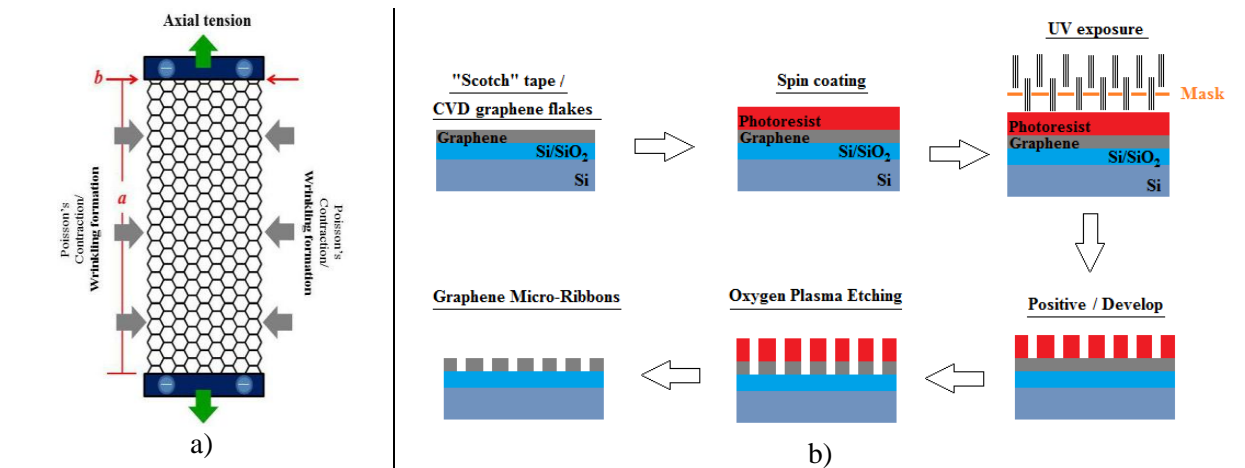 Axial tension
b
a
Poisson's
Contraction/
Wrinkling formation
Poisson's
Contraction/
Wrinkling formation
a)
"Scotch" tape /
CVD graphene flakes
Graphene
Si/SiO₂
Si
Spin coating
Photoresist
Graphene
Si/SiO₂
Si
UV exposure
Mask
Photoresist
Graphene
Si/SiO₂
Si
Graphene Micro-Ribbons
Oxygen Plasma Etching
Positive / Develop
b)